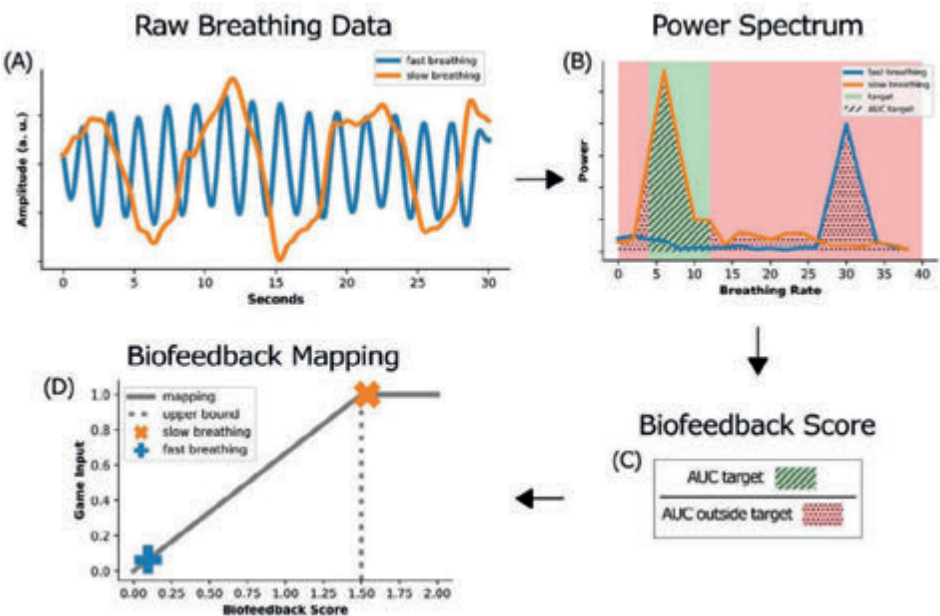 Raw Breathing Data
(A)
fast breathing
slow breathing
Amplitude (a. u.)
0 5 10 15 20 25 30
Seconds
Power Spectrum
(B)
fast breathing
slow breathing
target
AUC target
Power
0 5 10 15 20 25 30 35 40
Breathing Rate
Biofeedback Score
(C)
AUC target
AUC outside target
Biofeedback Mapping
(D)
mapping
upper bound
slow breathing
fast breathing
Game Input
1.0
0.8
0.6
0.4
0.2
0.0
0.00 0.25 0.50 0.75 1.00 1.25 1.50 1.75 2.00
Biofeedback Score